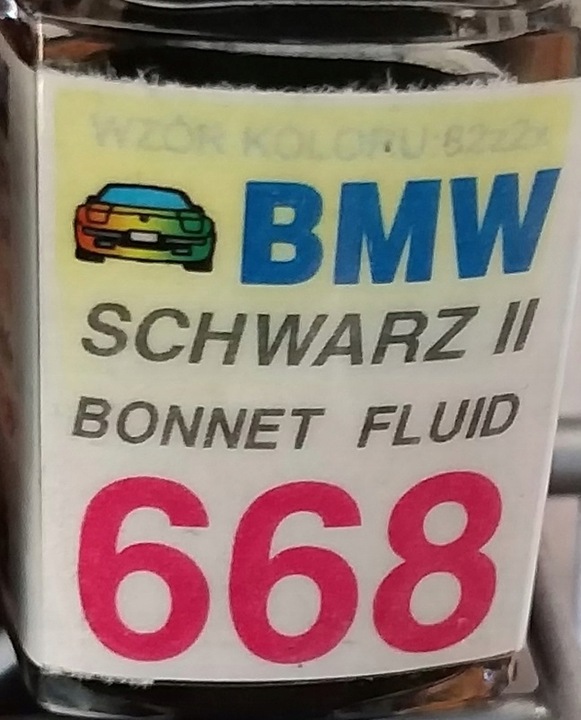 WZÓR KOLORU
BMW
SCHWARZ II
BONNET FLUID
668